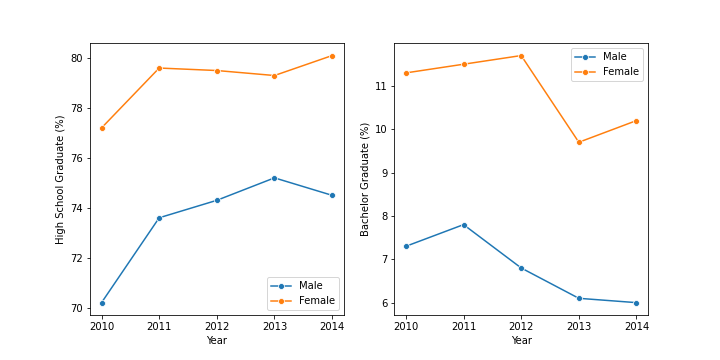 High School Graduate (%)
80
78
76
74
72
70
2010 2011 2012 2013 2014
Year
Male
Female
Bachelor Graduate (%)
11
10
9
8
7
6
2010 2011 2012 2013 2014
Year
Male
Female